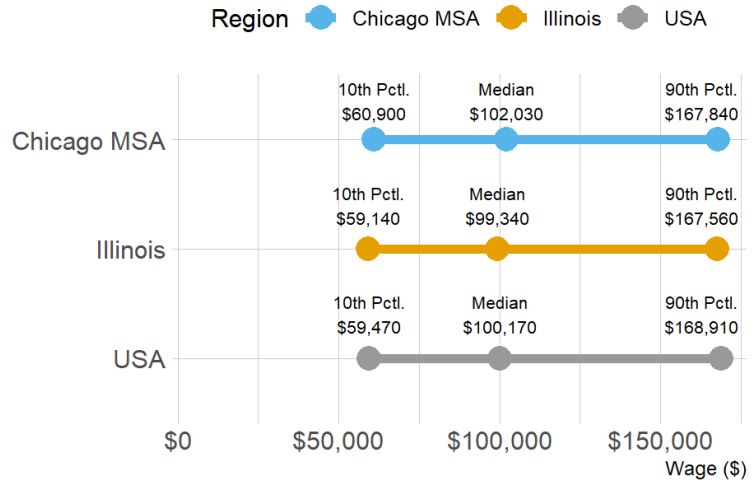 Region Chicago MSA Illinois USA
10th Pctl. Median 90th Pctl.
$60,900 $102,030 $167,840
Chicago MSA
10th Pctl. Median 90th Pctl.
$59,140 $99,340 $167,560
Illinois
10th Pctl. Median 90th Pctl.
$59,470 $100,170 $168,910
USA
$0 $50,000 $100,000 $150,000
Wage ($)